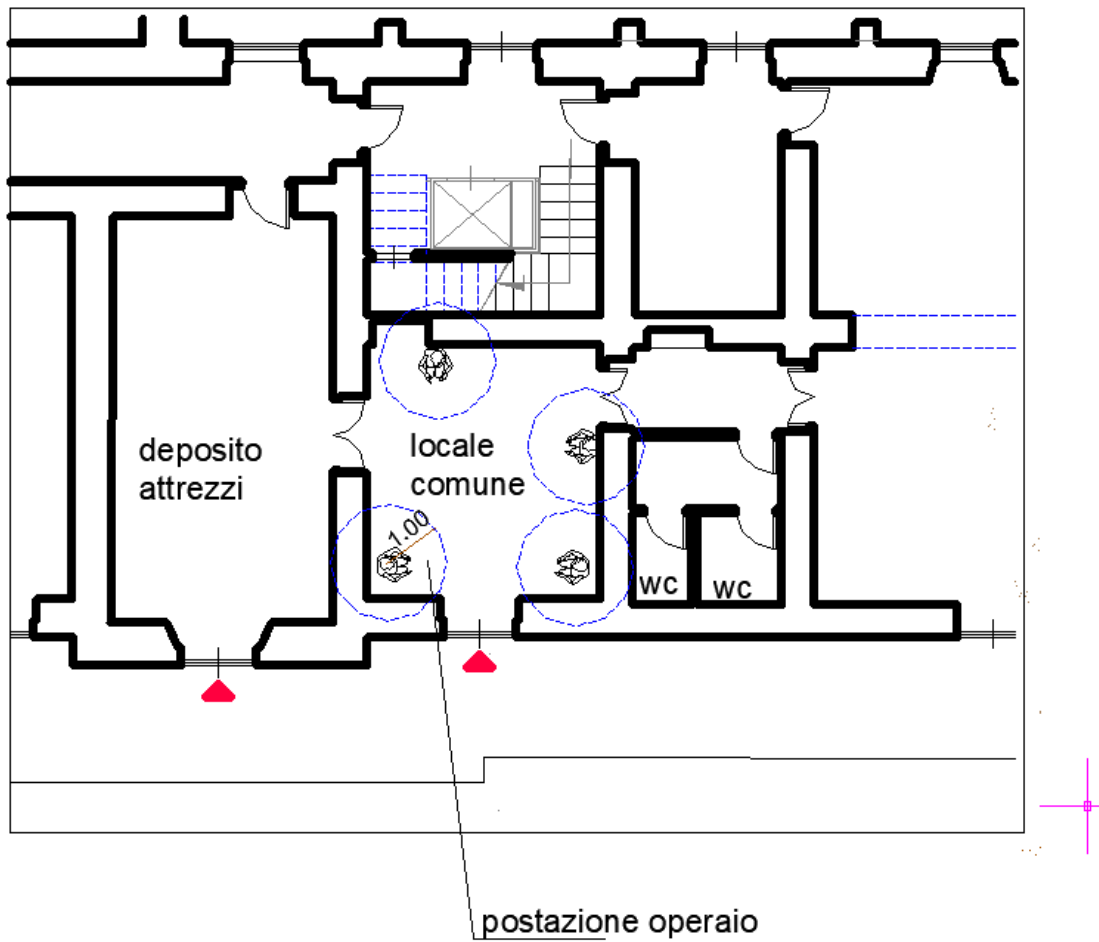 deposito
attrezzi
locale
comune
1.00
wc
wc
postazione operaio